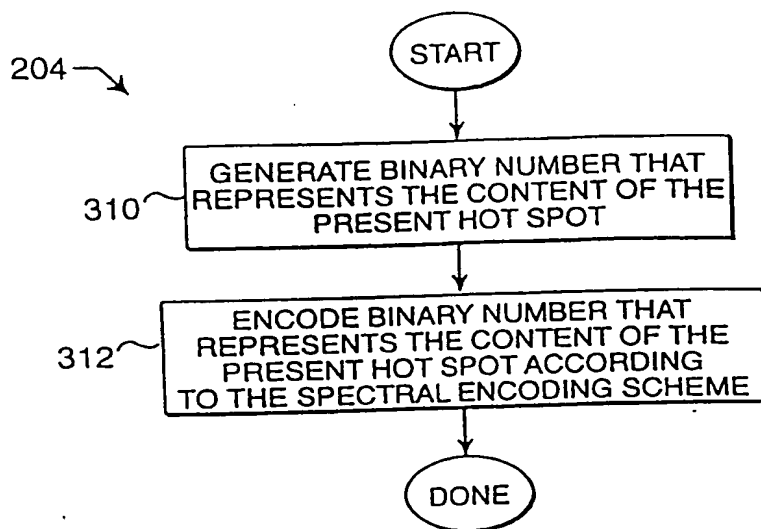 START
204
GENERATE BINARY NUMBER THAT
REPRESENTS THE CONTENT OF THE
PRESENT HOT SPOT
310
ENCODE BINARY NUMBER THAT
REPRESENTS THE CONTENT OF THE
PRESENT HOT SPOT ACCORDING
TO THE SPECTRAL ENCODING SCHEME
312
DONE